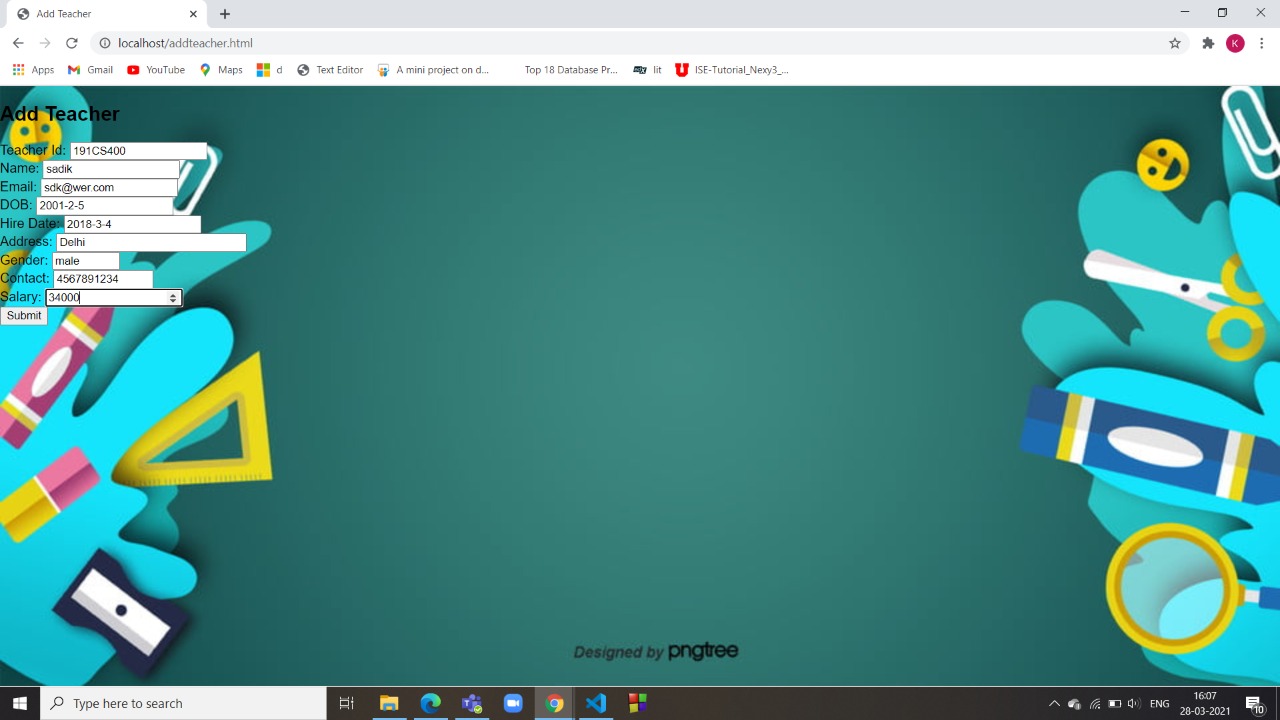 Add Teacher
localhost/addteacher.html
K
Apps Gmail YouTube Maps d Text Editor A mini project on d... Top 18 Database Pr... lit ISE-Tutorial_Nexy3_...
Add Teacher
Teacher Id: 191CS400
Name: sadik
Email: sdk@wer.com
DOB: 2001-2-5
Hire Date: 2018-3-4
Address: Delhi
Gender: male
Contact: 4567891234
Salary: 34000
Submit
Designed by pngtree
Type here to search
ENG
16:07
28-03-2021
10